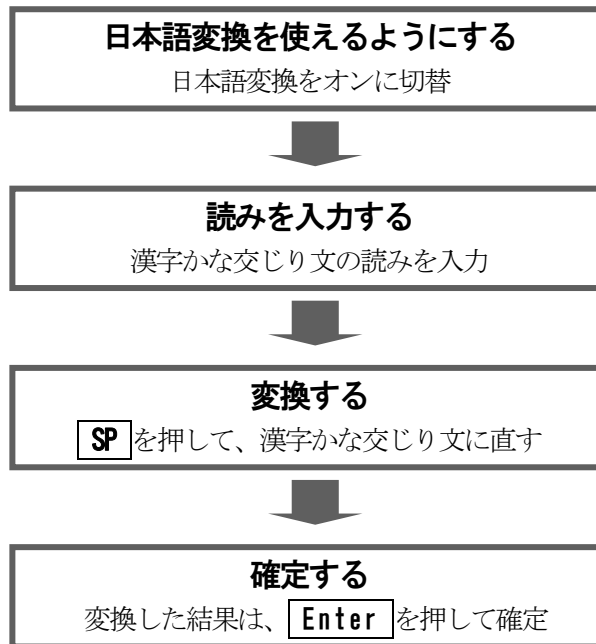 日本語変換を使えるようにする
日本語変換をオンに切替
読みを入力する
漢字かな交じり文の読みを入力
変換する
SP を押して、漢字かな交じり文に直す
確定する
変換した結果は、 Enter を押して確定